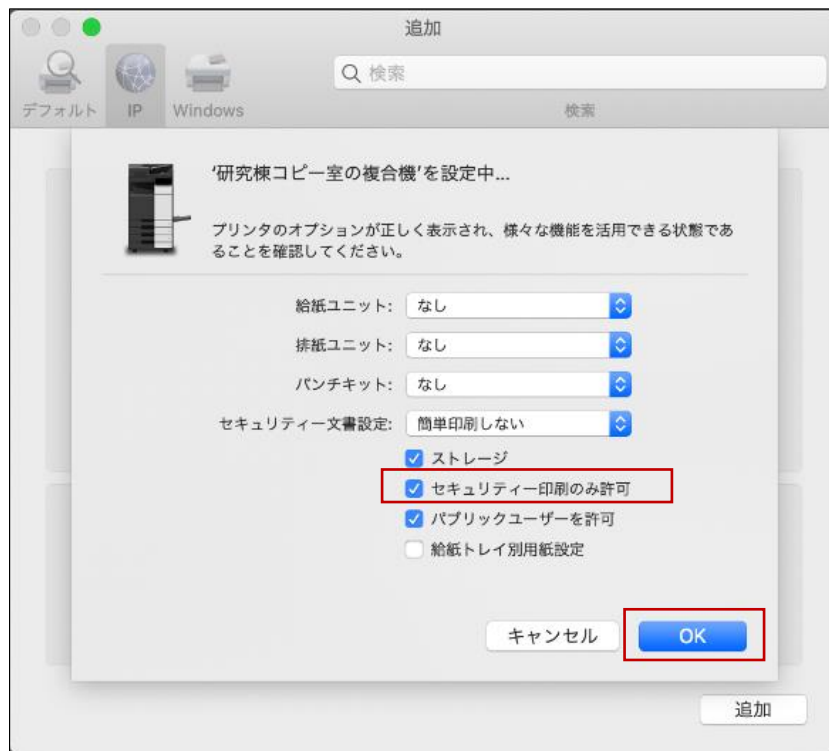 追加
検索
デフォルト IP Windows 検索
‘研究棟コピー室の複合機’を設定中...
プリンタのオプションが正しく表示され、様々な機能を活用できる状態であ
ることを確認してください。
給紙ユニット: なし
排紙ユニット: なし
パンチキット: なし
セキュリティー文書設定: 簡単印刷しない
ストレージ
セキュリティー印刷のみ許可
パブリックユーザーを許可
給紙トレイ別用紙設定
キャンセル OK
追加